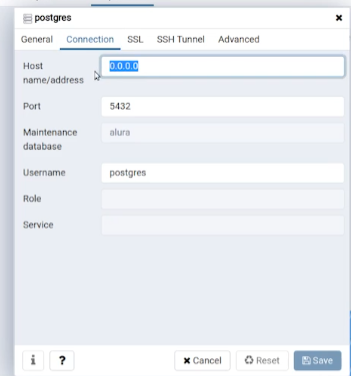 postgres
General Connection SSL SSH Tunnel Advanced
Host name/address
0.0.0.0
Port 5432
Maintenance database
alura
Username postgres
Role
Service
i ? Cancel Reset Save